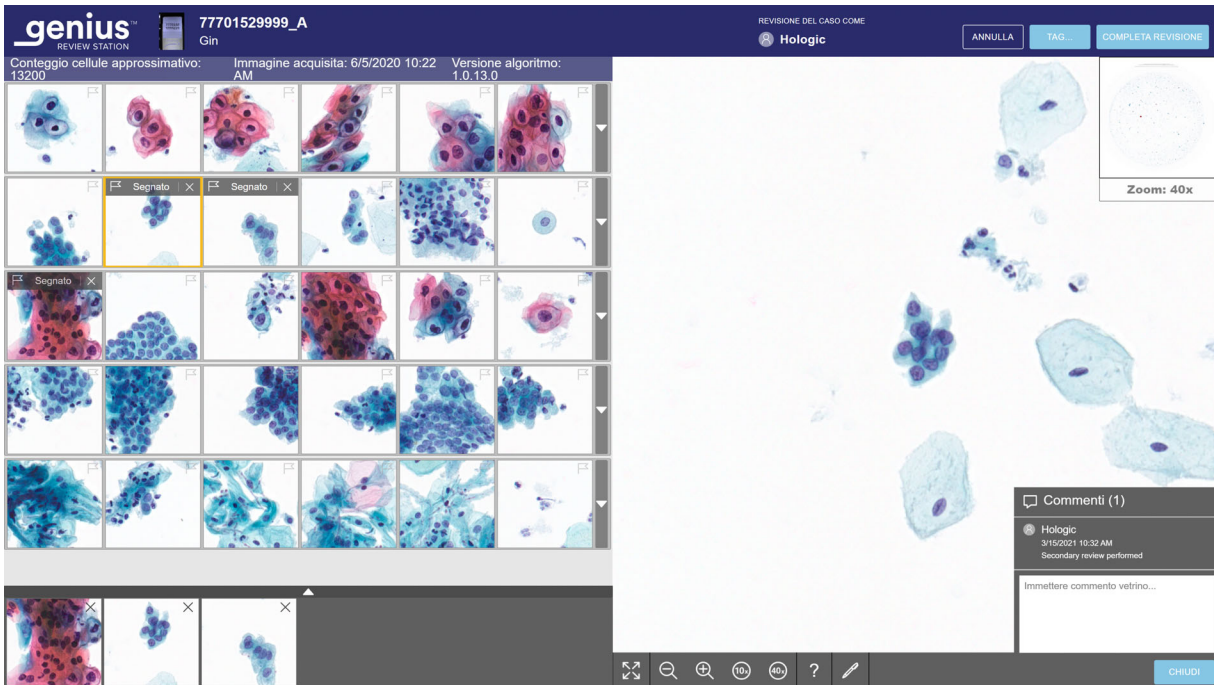 genius™
REVIEW STATION
77701529999_A
Gin
REVISIONE DEL CASO COME
Hologic
ANNULLA
TAG...
COMPLETA REVISIONE
Conteggio cellule approssimativo: 13200
Immagine acquisita: 6/5/2020 10:22 AM
Versione algoritmo: 1.0.13.0
Segnato
Segnato
Segnato
Zoom: 40x
Commenti (1)
Hologic
3/15/2021 10:32 AM
Secondary review performed
Immettere commento vetrino...
10x
40x
?
CHIUDI